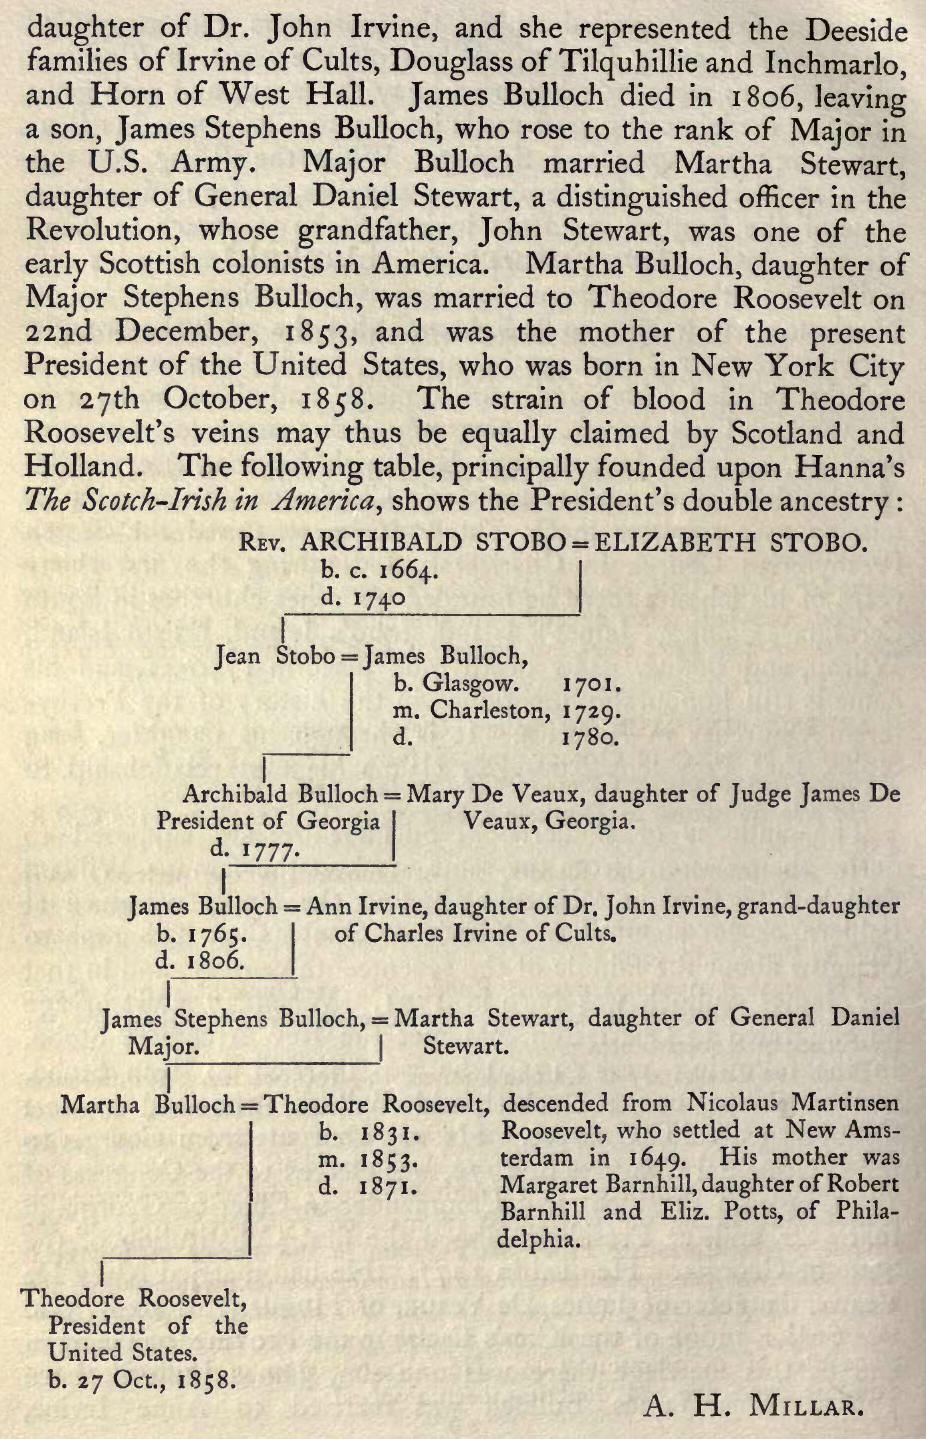 daughter of Dr. John Irvine, and she represented the Deeside
families of Irvine of Cults, Douglass of Tilquhillie and Inchmarlo,
and Horn of West Hall. James Bulloch died in 1806, leaving
a son, James Stephens Bulloch, who rose to the rank of Major in
the U.S. Army. Major Bulloch married Martha Stewart,
daughter of General Daniel Stewart, a distinguished officer in the
Revolution, whose grandfather, John Stewart, was one of the
early Scottish colonists in America. Martha Bulloch, daughter of
Major Stephens Bulloch, was married to Theodore Roosevelt on
22nd December, 1853, and was the mother of the present
President of the United States, who was born in New York City
on 27th October, 1858. The strain of blood in Theodore
Roosevelt's veins may thus be equally claimed by Scotland and
Holland. The following table, principally founded upon Hanna's
The Scotch-Irish in America, shows the President's double ancestry :
REV. ARCHIBALD STOBO = ELIZABETH STOBO.
b. c. 1664.
d. 1740
Jean Stobo = James Bulloch,
b. Glasgow. 1701.
m. Charleston, 1729.
d. 1780.
Archibald Bulloch = Mary De Veaux, daughter of Judge James De
President of Georgia Veaux, Georgia.
d. 1777.
James Bulloch = Ann Irvine, daughter of Dr. John Irvine, grand-daughter
b. 1765. of Charles Irvine of Cults.
d. 1806.
James Stephens Bulloch, = Martha Stewart, daughter of General Daniel
Major. Stewart.
Martha Bulloch = Theodore Roosevelt, descended from Nicolaus Martinsen
b. 1831. Roosevelt, who settled at New Ams-
m. 1853. terdam in 1649. His mother was
d. 1871. Margaret Barnhill, daughter of Robert
Barnhill and Eliz. Potts, of Phila-
delphia.
Theodore Roosevelt,
President of the
United States.
b. 27 Oct., 1858.
A. H. MILLAR.